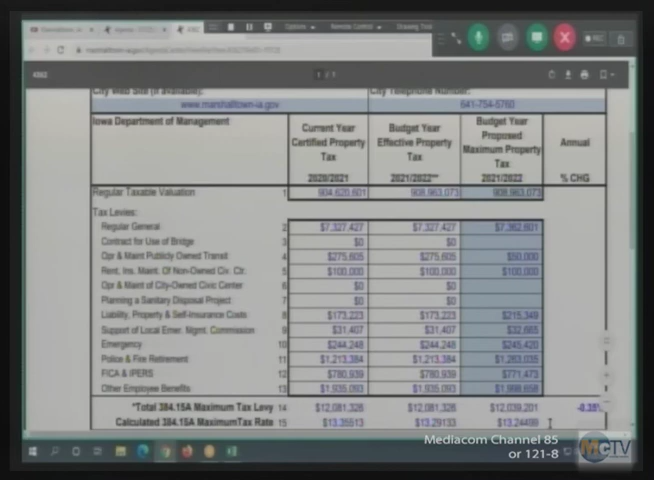 4562
1 / 1
City Web Site (if available): City Telephone Number:
www.marshalltown-ia.gov 641-754-5760
Iowa Department of Management
Current Year Certified Property Tax 2020/2021
Budget Year Effective Property Tax 2021/2022**
Budget Year Proposed Maximum Property Tax 2021/2022
Annual % CHG
Regular Taxable Valuation 1 904,620,601 908,963,073 908,963,073
Tax Levies:
Regular General 2 $7,327,427 $7,327,427 $7,362,601
Contract for Use of Bridge 3 $0 $0
Opr & Maint Publicly Owned Transit 4 $275,605 $275,605 $50,000
Rent, Ins. Maint. Of Non-Owned Civ. Ctr. 5 $100,000 $100,000 $100,000
Opr & Maint of City-Owned Civic Center 6 $0 $0
Planning a Sanitary Disposal Project 7 $0 $0
Liability, Property & Self-Insurance Costs 8 $173,223 $173,223 $215,349
Support of Local Emer. Mgmt. Commission 9 $31,407 $31,407 $32,665
Emergency 10 $244,248 $244,248 $245,420
Police & Fire Retirement 11 $1,213,384 $1,213,384 $1,263,035
FICA & IPERS 12 $780,939 $780,939 $771,473
Other Employee Benefits 13 $1,935,093 $1,935,093 $1,998,658
*Total 384.15A Maximum Tax Levy 14 $12,081,326 $12,081,326 $12,039,201 -0.35%
Calculated 384.15A MaximumTax Rate 15 $13.35513 $13.29133 $13.24499
Mediacom Channel 85
or 121-8
MCTV